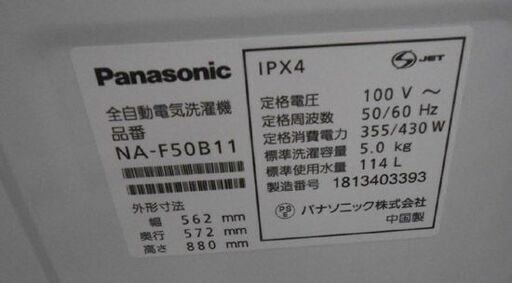 Panasonic
全自動電気洗濯機
品番
NA-F50B11
外形寸法
幅 562 mm
奥行 572 mm
高さ 880 mm
IPX4
S JET
定格電圧 100 V ～
定格周波数 50/60 Hz
定格消費電力 355/430 W
標準洗濯容量 5.0 kg
標準使用水量 114 L
製造番号 1813403393
PS E パナソニック株式会社
中国製